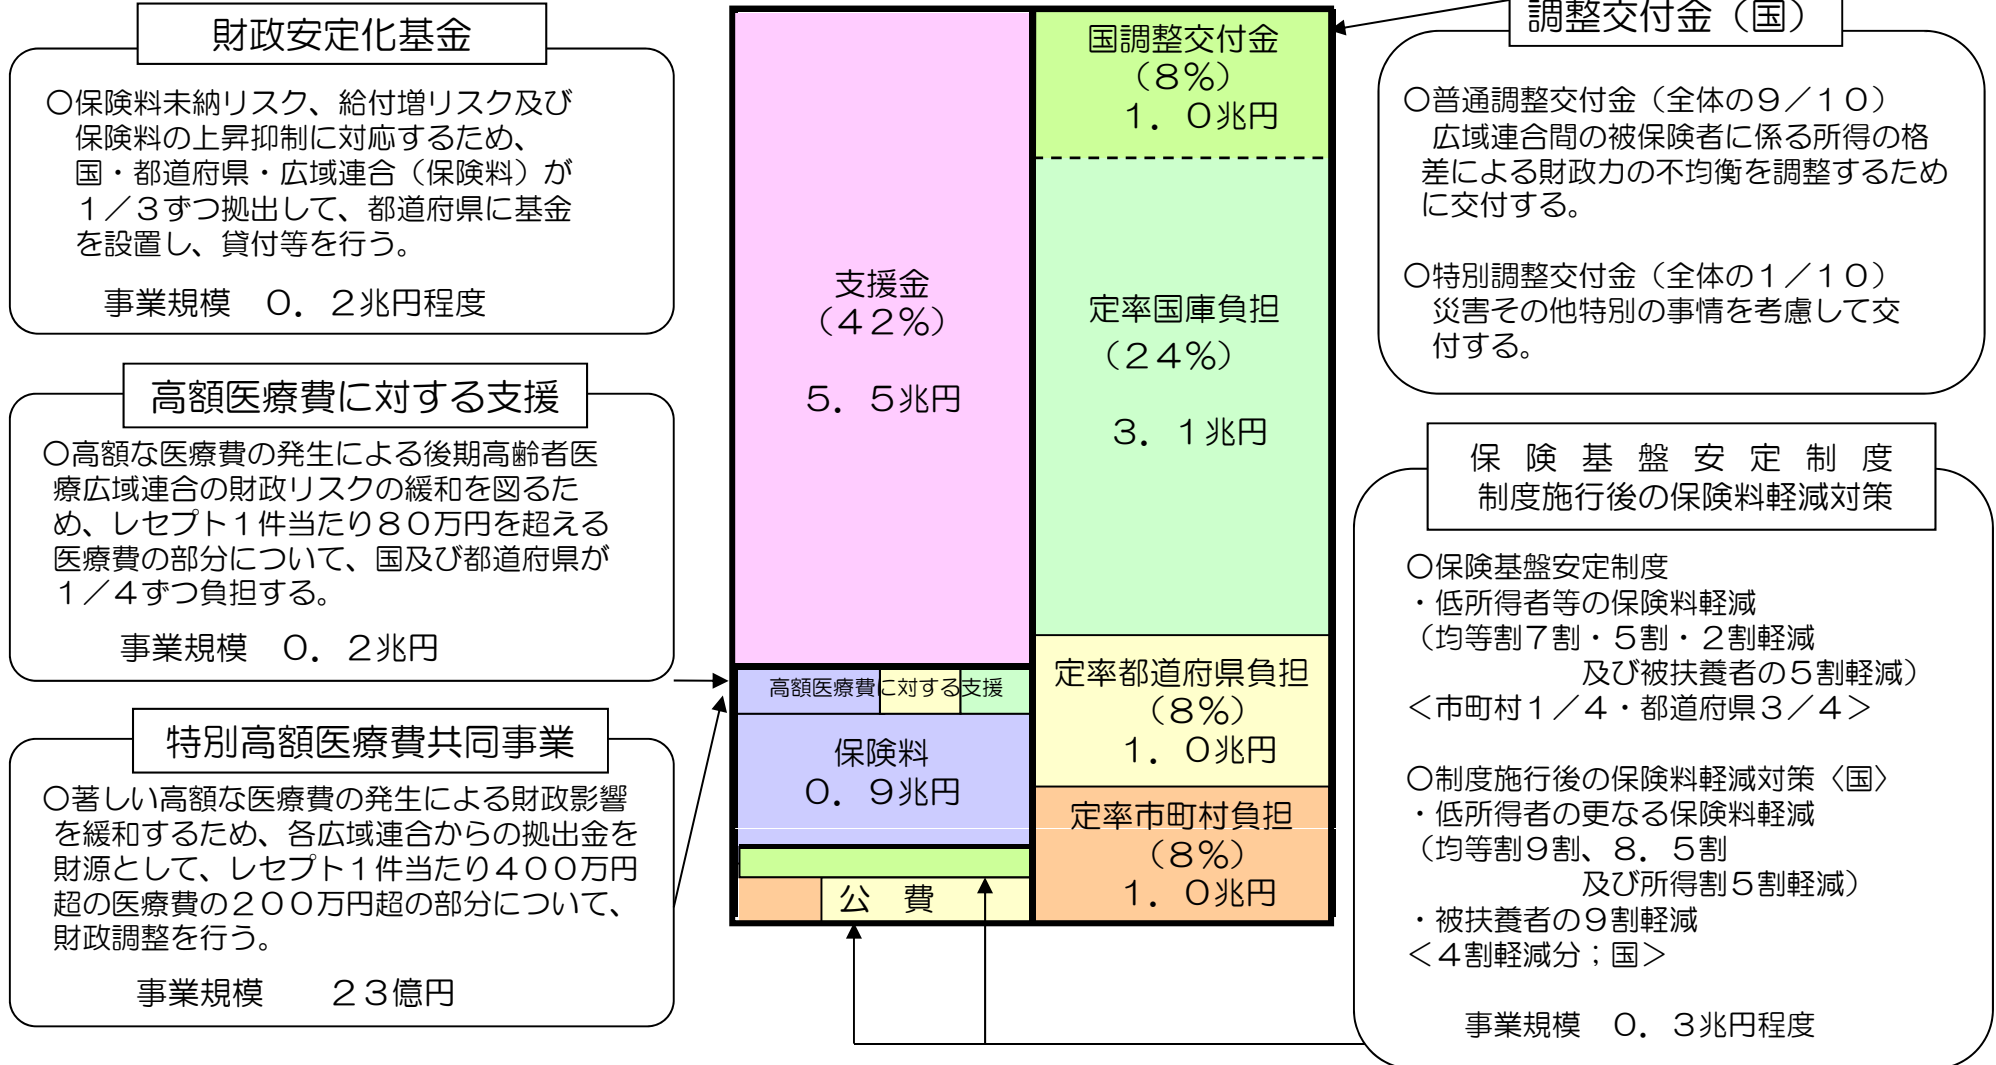 財政安定化基金
〇保険料未納リスク、給付増リスク及び
保険料の上昇抑制に対応するため、
国・都道府県・広域連合（保険料）が
１／３ずつ拠出して、都道府県に基金
を設置し、貸付等を行う。
事業規模　０．２兆円程度
高額医療費に対する支援
〇高額な医療費の発生による後期高齢者医
療広域連合の財政リスクの緩和を図るた
め、レセプト１件当たり８０万円を超える
医療費の部分について、国及び都道府県が
１／４ずつ負担する。
事業規模　０．２兆円
特別高額医療費共同事業
〇著しい高額な医療費の発生による財政影響
を緩和するため、各広域連合からの拠出金を
財源として、レセプト１件当たり４００万円
超の医療費の２００万円超の部分について、
財政調整を行う。
事業規模　　２３億円
支援金
（４２％）
５．５兆円
高額医療費に対する支援
保険料
０．９兆円
公　費
国調整交付金
（８％）
１．０兆円
定率国庫負担
（２４％）
３．１兆円
定率都道府県負担
（８％）
１．０兆円
定率市町村負担
（８％）
１．０兆円
調整交付金（国）
〇普通調整交付金（全体の９／１０）
広域連合間の被保険者に係る所得の格
差による財政力の不均衡を調整するため
に交付する。
〇特別調整交付金（全体の１／１０）
災害その他特別の事情を考慮して交
付する。
保　険　基　盤　安　定　制　度
制度施行後の保険料軽減対策
〇保険基盤安定制度
・低所得者等の保険料軽減
（均等割７割・５割・２割軽減
及び被扶養者の５割軽減）
＜市町村１／４・都道府県３／４＞
〇制度施行後の保険料軽減対策〈国〉
・低所得者の更なる保険料軽減
（均等割９割、８．５割
及び所得割５割軽減）
・被扶養者の９割軽減
＜４割軽減分；国＞
事業規模　０．３兆円程度